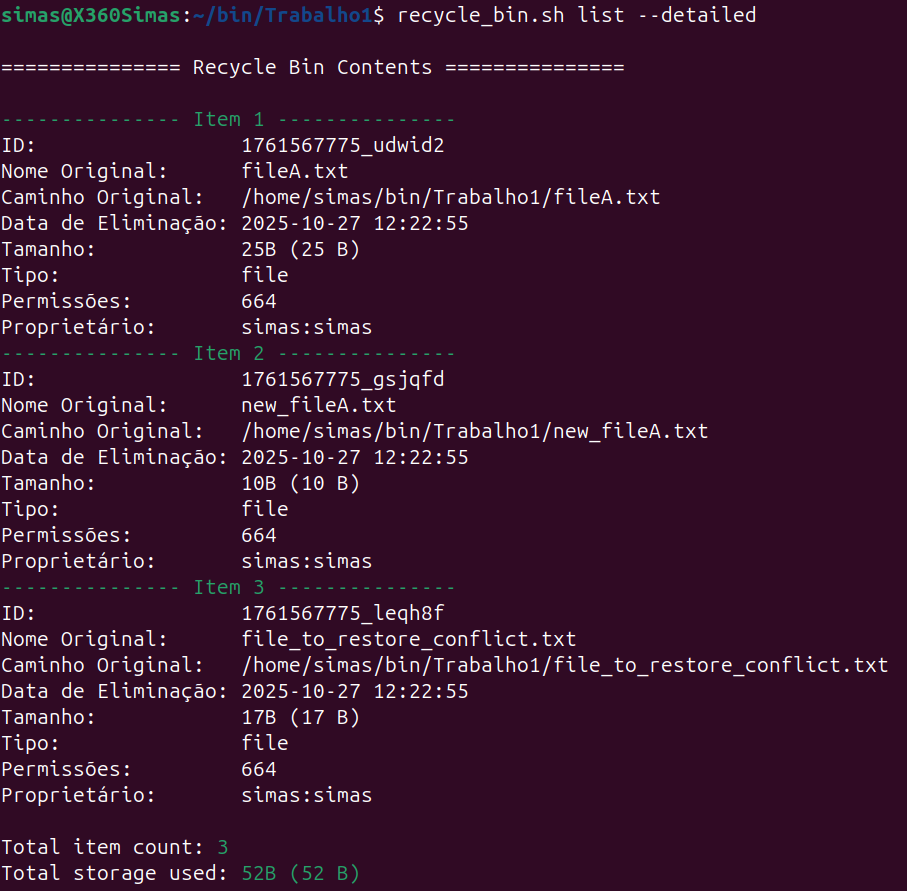 simas@X360Simas:~/bin/Trabalho1$ recycle_bin.sh list --detailed
=============== Recycle Bin Contents ===============
--------------- Item 1 ---------------
ID: 1761567775_udwid2
Nome Original: fileA.txt
Caminho Original: /home/simas/bin/Trabalho1/fileA.txt
Data de Eliminação: 2025-10-27 12:22:55
Tamanho: 25B (25 B)
Tipo: file
Permissões: 664
Proprietário: simas:simas
--------------- Item 2 ---------------
ID: 1761567775_gsjqfd
Nome Original: new_fileA.txt
Caminho Original: /home/simas/bin/Trabalho1/new_fileA.txt
Data de Eliminação: 2025-10-27 12:22:55
Tamanho: 10B (10 B)
Tipo: file
Permissões: 664
Proprietário: simas:simas
--------------- Item 3 ---------------
ID: 1761567775_leqh8f
Nome Original: file_to_restore_conflict.txt
Caminho Original: /home/simas/bin/Trabalho1/file_to_restore_conflict.txt
Data de Eliminação: 2025-10-27 12:22:55
Tamanho: 17B (17 B)
Tipo: file
Permissões: 664
Proprietário: simas:simas
Total item count: 3
Total storage used: 52B (52 B)